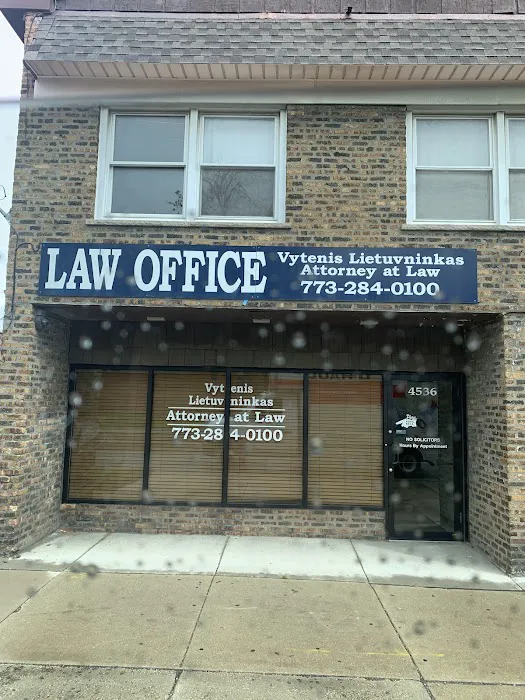 LAW OFFICE
Vytenis Lietuvninkas
Attorney at Law
773-284-0100
Vytenis
Lietuvninkas
Attorney at Law
773-284-0100
4536
NO SOLICITORS
Hours By Appointment